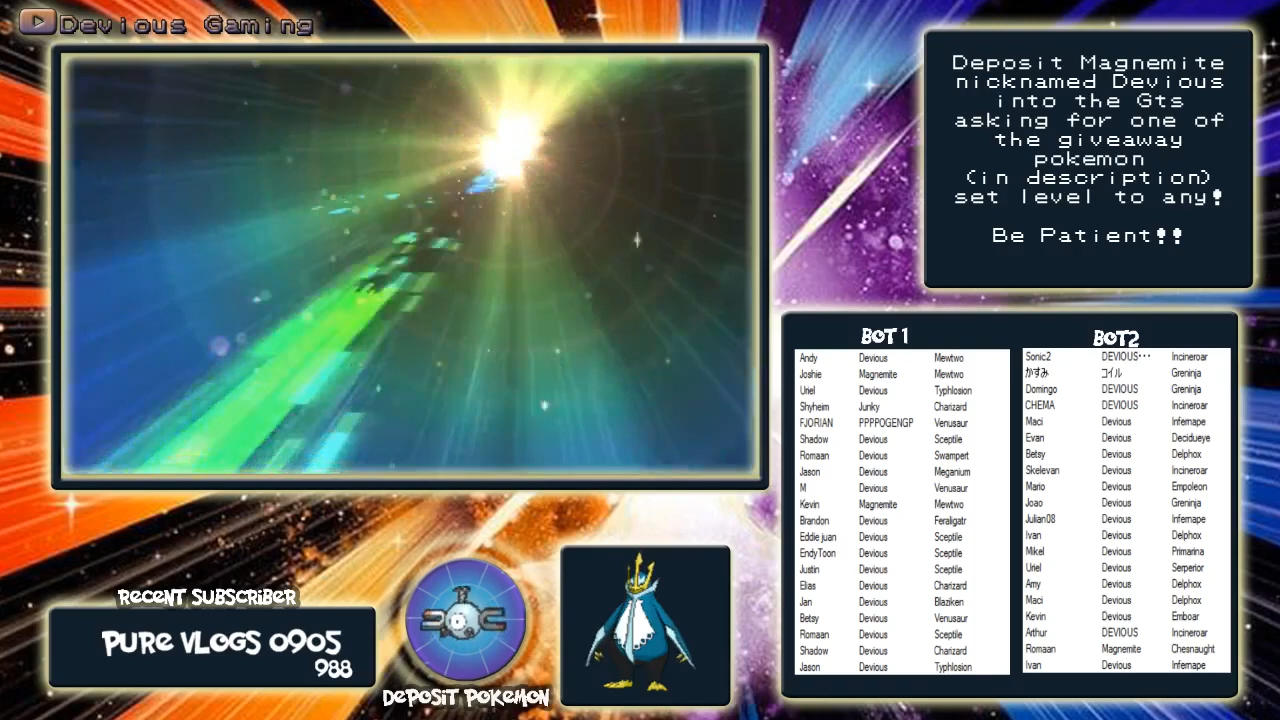 Devious Gaming
Deposit Magnemite
nicknamed Devious
into the Gts
asking for one of
the giveaway
pokemon
(in description)
set level to any!
Be Patient!!
BOT 1
Andy Devious Mewtwo
Joshie Magnemite Mewtwo
Uriel Devious Typhlosion
Shyheim Junky Charizard
FJORIAN PPPPOGENGP Venusaur
Shadow Devious Sceptile
Romaan Devious Swampert
Jason Devious Meganium
M Devious Venusaur
Kevin Magnemite Mewtwo
Brandon Devious Feraligatr
Eddie juan Devious Sceptile
EndyToon Devious Sceptile
Justin Devious Sceptile
Elias Devious Charizard
Jan Devious Blaziken
Betsy Devious Venusaur
Romaan Devious Sceptile
Shadow Devious Charizard
Jason Devious Typhlosion
BOT2
Sonic2 DEVIOUS··· Incineroar
かすみ コイル Greninja
Domingo DEVIOUS Greninja
CHEMA DEVIOUS Incineroar
Maci Devious Infernape
Evan Devious Decidueye
Betsy Devious Delphox
Skelevan Devious Incineroar
Mario Devious Empoleon
Joao Devious Greninja
Julian08 Devious Infernape
Ivan Devious Delphox
Mikel Devious Primarina
Uriel Devious Serperior
Amy Devious Delphox
Maci Devious Delphox
Kevin Devious Emboar
Arthur DEVIOUS Incineroar
Romaan Magnemite Chesnaught
Ivan Devious Infernape
RECENT SUBSCRIBER
PURE VLOGS 0905
988
DEPOSIT POKEMON